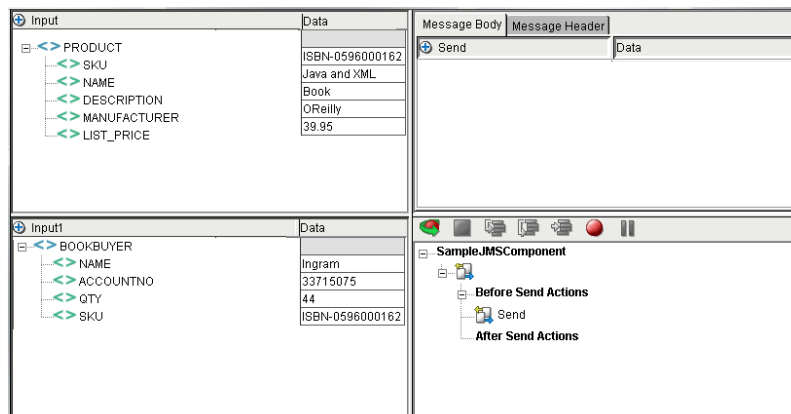 Input Data
PRODUCT
SKU ISBN-0596000162
NAME Java and XML
DESCRIPTION Book
MANUFACTURER OReilly
LIST_PRICE 39.95
Message Body Message Header
Send Data
Input1 Data
BOOKBUYER
NAME Ingram
ACCOUNTNO 33715075
QTY 44
SKU ISBN-0596000162
SampleJMSComponent
Before Send Actions
Send
After Send Actions